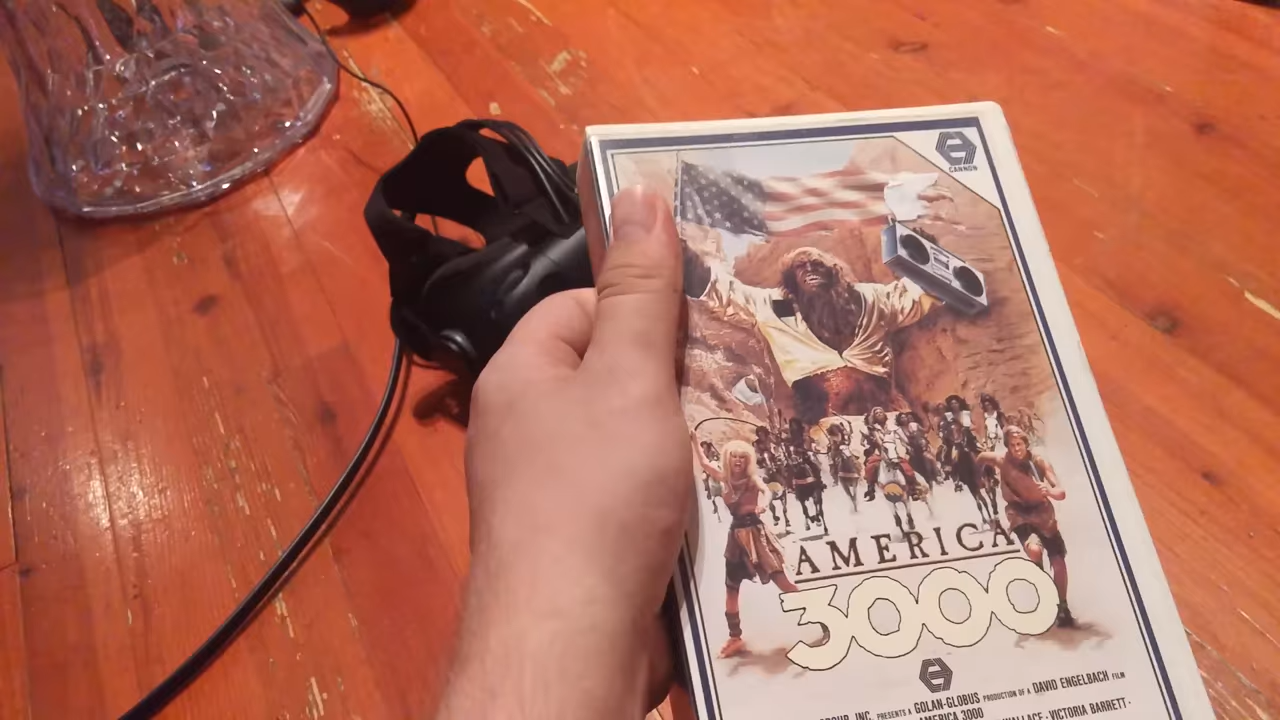 CANNON
AMERICA
3000
GROUP, INC. PRESENTS A GOLAN-GLOBUS PRODUCTION OF A DAVID ENGELBACH FILM
AMERICA 3000
WALLACE · VICTORIA BARRETT ·